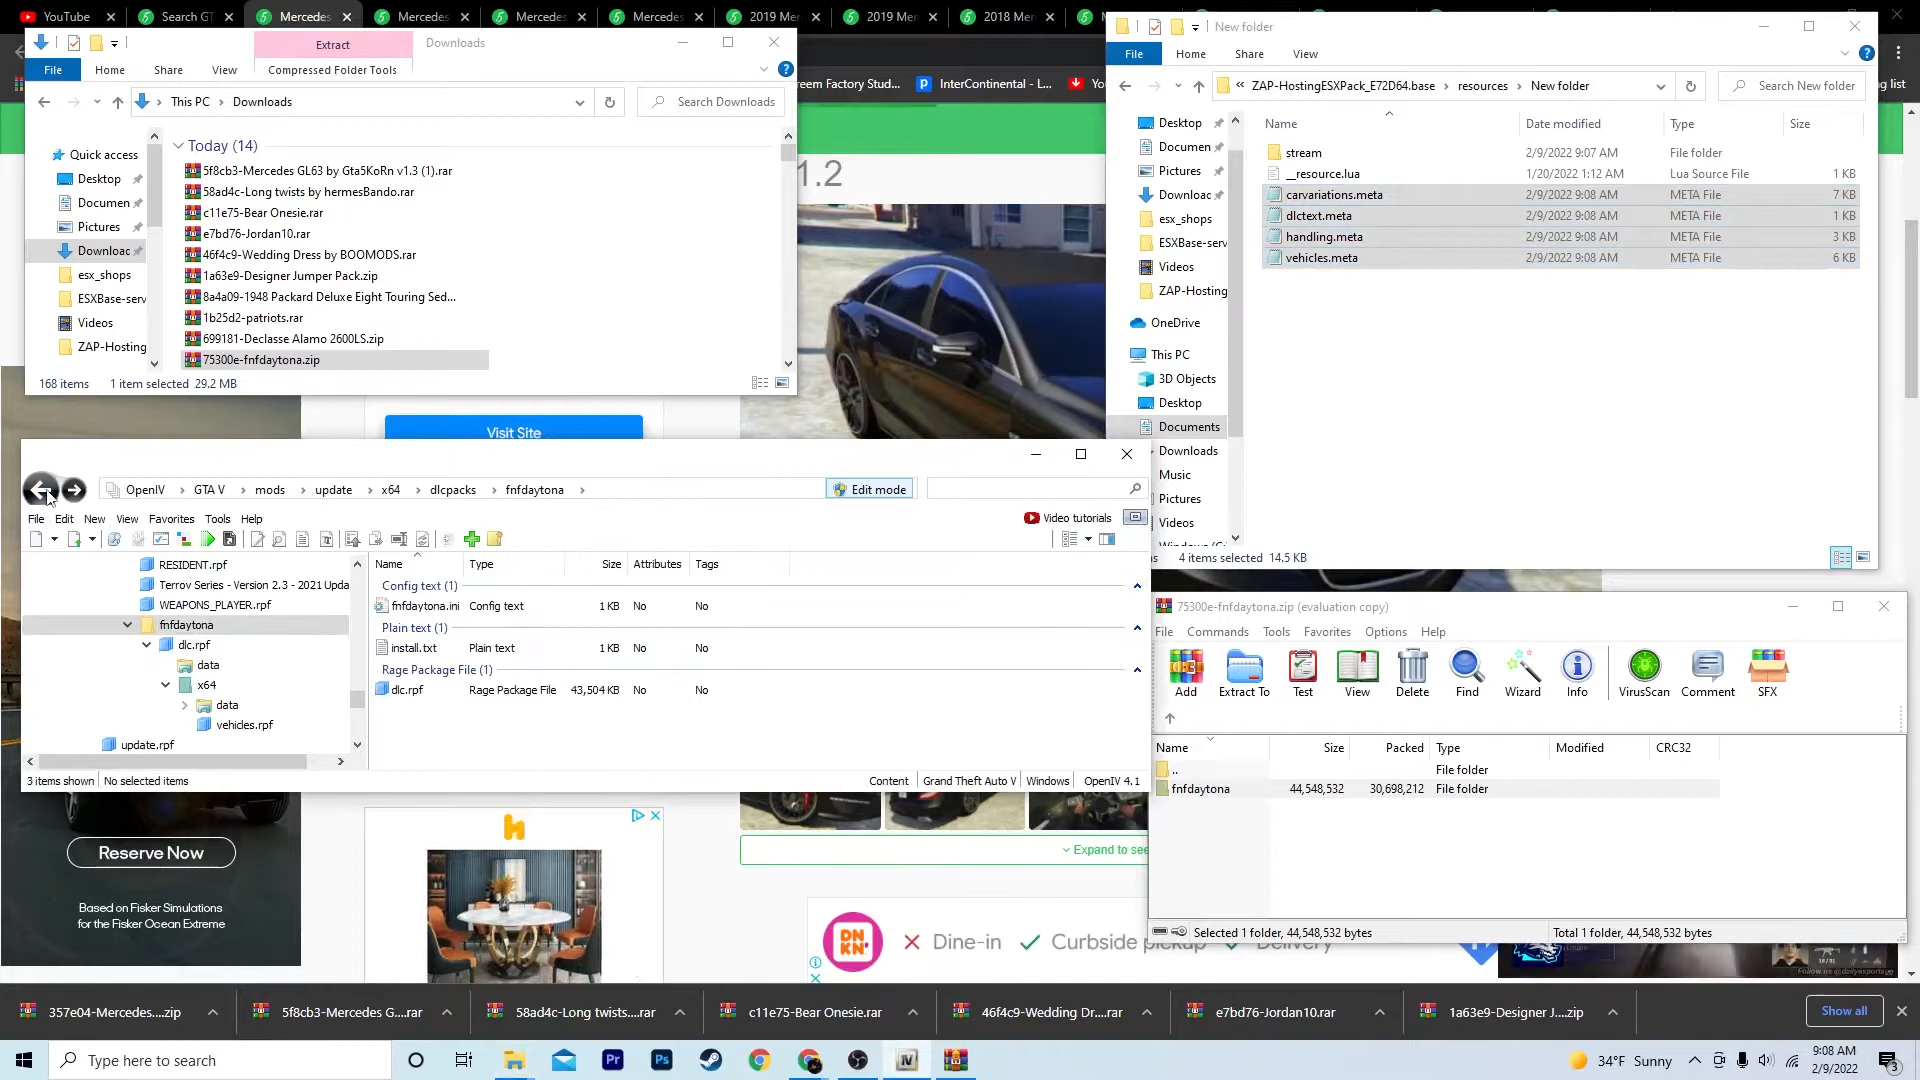 YouTube
Search GT
Mercedes
Mercedes
Mercedes
Mercedes
2019 Mer
2019 Mer
2018 Mer
Extract
Downloads
File
Home
Share
View
Compressed Folder Tools
This PC
Downloads
Search Downloads
Quick access
Desktop
Documen
Pictures
Downloac
esx_shops
ESXBase-serv
Videos
ZAP-Hosting
Today (14)
5f8cb3-Mercedes GL63 by Gta5KoRn v1.3 (1).rar
58ad4c-Long twists by hermesBando.rar
c11e75-Bear Onesie.rar
e7bd76-Jordan10.rar
46f4c9-Wedding Dress by BOOMODS.rar
1a63e9-Designer Jumper Pack.zip
8a4a09-1948 Packard Deluxe Eight Touring Sed...
1b25d2-patriots.rar
699181-Declasse Alamo 2600LS.zip
75300e-fnfdaytona.zip
168 items
1 item selected 29.2 MB
reem Factory Stud...
InterContinental - L...
You
ng list
1.2
New folder
File
Home
Share
View
ZAP-HostingESXPack_E72D64.base
resources
New folder
Search New folder
Name
Date modified
Type
Size
stream 2/9/2022 9:07 AM File folder
__resource.lua 1/20/2022 1:12 AM Lua Source File 1 KB
carvariations.meta 2/9/2022 9:08 AM META File 7 KB
dlctext.meta 2/9/2022 9:08 AM META File 1 KB
handling.meta 2/9/2022 9:08 AM META File 3 KB
vehicles.meta 2/9/2022 9:08 AM META File 6 KB
Desktop
Documen
Pictures
Downloac
esx_shops
ESXBase-serv
Videos
ZAP-Hosting
OneDrive
This PC
3D Objects
Desktop
Documents
Downloads
Music
Pictures
Videos
4 items selected 14.5 KB
Visit Site
OpenIV
GTA V
mods
update
x64
dlcpacks
fnfdaytona
Edit mode
File
Edit
New
View
Favorites
Tools
Help
Video tutorials
RESIDENT.rpf
Terrov Series - Version 2.3 - 2021 Upda
WEAPONS_PLAYER.rpf
fnfdaytona
dlc.rpf
data
x64
data
vehicles.rpf
update.rpf
Name
Type
Size
Attributes
Tags
Config text (1)
fnfdaytona.ini Config text 1 KB No No
Plain text (1)
install.txt Plain text 1 KB No No
Rage Package File (1)
dlc.rpf Rage Package File 43,504 KB No No
3 items shown
No selected items
Content
Grand Theft Auto V
Windows
OpenIV 4.1
75300e-fnfdaytona.zip (evaluation copy)
File
Commands
Tools
Favorites
Options
Help
Add
Extract To
Test
View
Delete
Find
Wizard
Info
VirusScan
Comment
SFX
Name
Size
Packed
Type
Modified
CRC32
.. File folder
fnfdaytona 44,548,532 30,698,212 File folder
Selected 1 folder, 44,548,532 bytes
Total 1 folder, 44,548,532 bytes
Reserve Now
Based on Fisker Simulations
for the Fisker Ocean Extreme
h
Expand to see
DN
KN
Dine-in
Curbside pickup
Delivery
357e04-Mercedes....zip
5f8cb3-Mercedes G....rar
58ad4c-Long twists....rar
c11e75-Bear Onesie.rar
46f4c9-Wedding Dr....rar
e7bd76-Jordan10.rar
1a63e9-Designer J....zip
Show all
Type here to search
Pr
Ps
34°F Sunny
9:08 AM
2/9/2022
3